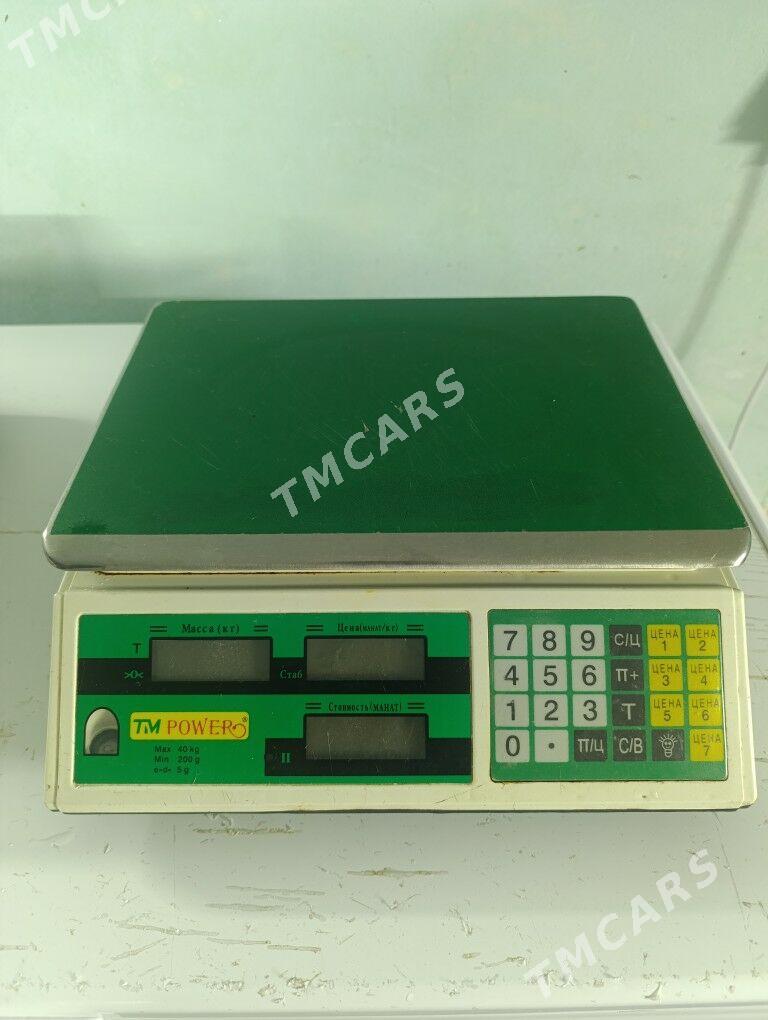 TMCARS
TMCARS
Масса (кг)
Цена(манат/кг)
T
>0<
Стаб
Стоимость(МАНАТ)
TM POWER ®
Max 40 kg
Min 200 g
e=d= 5 g
П
7 8 9 С/Ц ЦЕНА 1 ЦЕНА 2
4 5 6 П+ ЦЕНА 3 ЦЕНА 4
1 2 3 Т ЦЕНА 5 ЦЕНА 6
0 . П/Ц С/В ЦЕНА 7
TMCARS